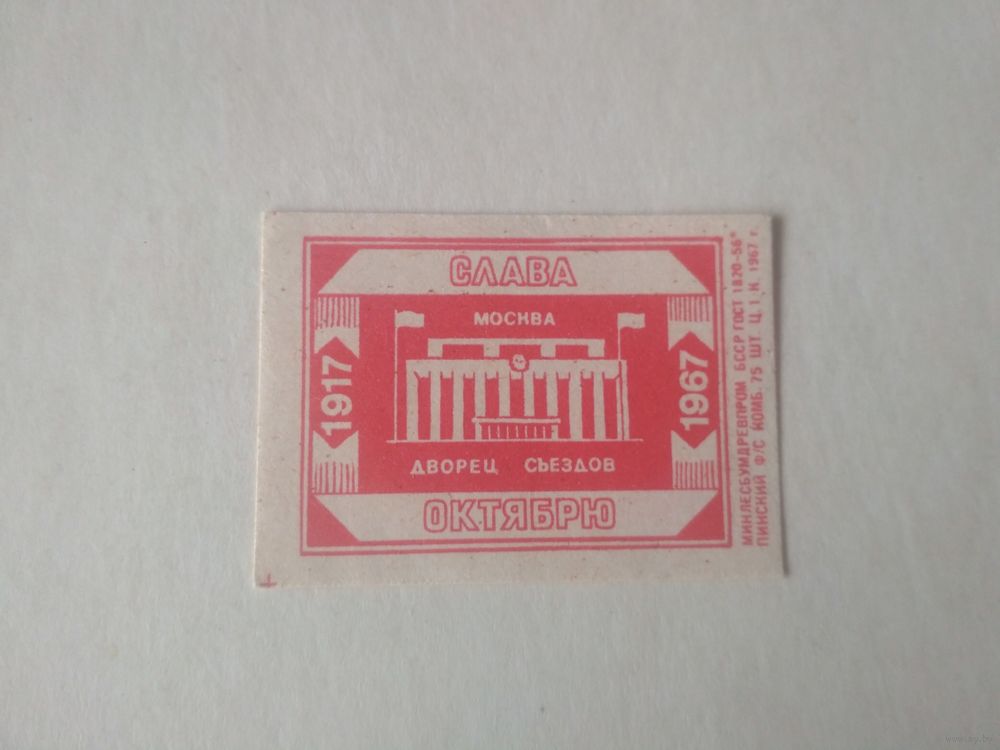 СЛАВА
МОСКВА
1917
1967
ДВОРЕЦ СЪЕЗДОВ
ОКТЯБРЮ
МИНЛЕСБУМДРЕВПРОМ БССР ГОСТ 1820-56*
ПИНСКИЙ Ф/С КОМБ. 75 ШТ. Ц. 1 К. 1967 г.